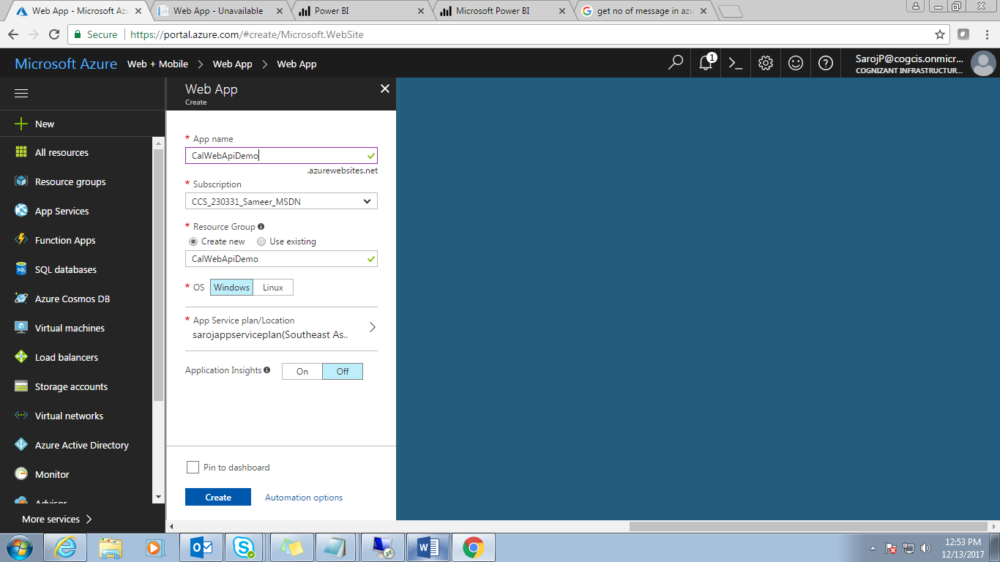 Web App - Microsoft Azu
Web App - Unavailable
Power BI
Microsoft Power BI
get no of message in azu
Secure
https://portal.azure.com/#create/Microsoft.WebSite
Microsoft Azure
Web + Mobile
Web App
Web App
1
SarojP@cogcis.onmicr...
COGNIZANT INFRASTRUCTUR...
New
All resources
Resource groups
App Services
Function Apps
SQL databases
Azure Cosmos DB
Virtual machines
Load balancers
Storage accounts
Virtual networks
Azure Active Directory
Monitor
Advisor
More services
Web App
Create
* App name
CalWebApiDemo
.azurewebsites.net
* Subscription
CCS_230331_Sameer_MSDN
* Resource Group
Create new Use existing
CalWebApiDemo
* OS Windows Linux
* App Service plan/Location
sarojappserviceplan(Southeast As..
Application Insights On Off
Pin to dashboard
Create Automation options
12:53 PM
12/13/2017